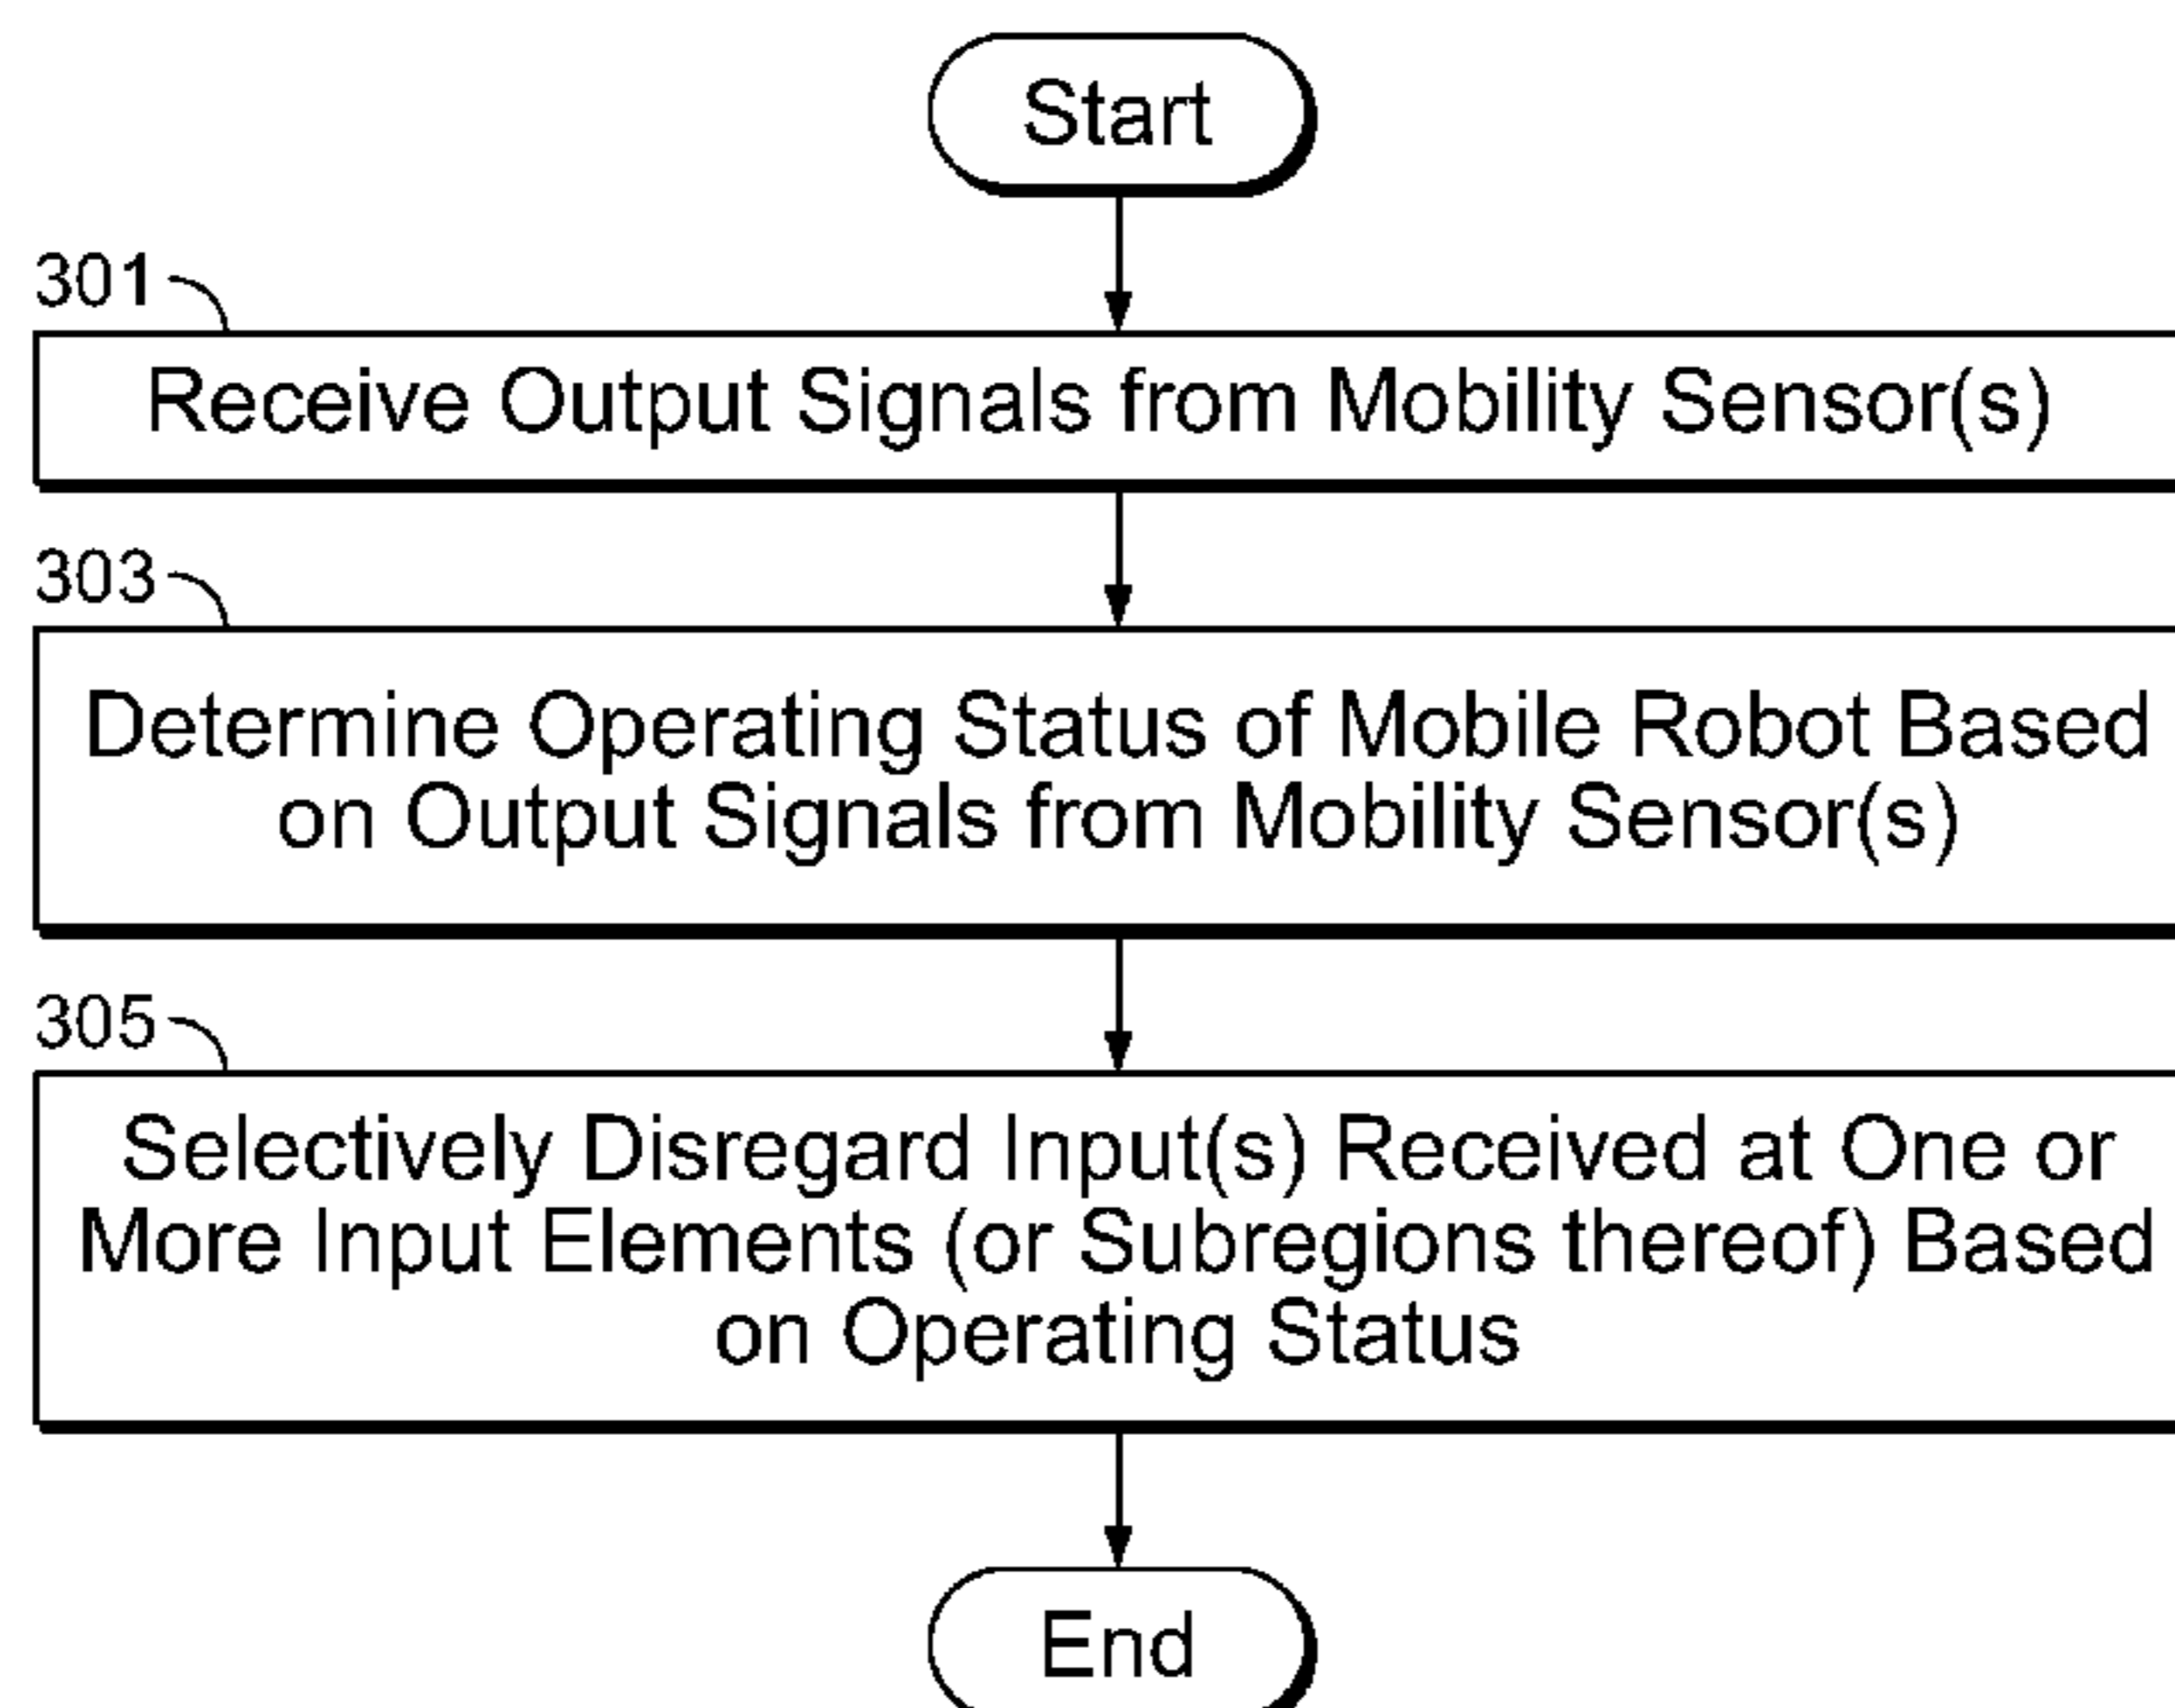 Start
301
Receive Output Signals from Mobility Sensor(s)
303
Determine Operating Status of Mobile Robot Based
on Output Signals from Mobility Sensor(s)
305
Selectively Disregard Input(s) Received at One or
More Input Elements (or Subregions thereof) Based
on Operating Status
End